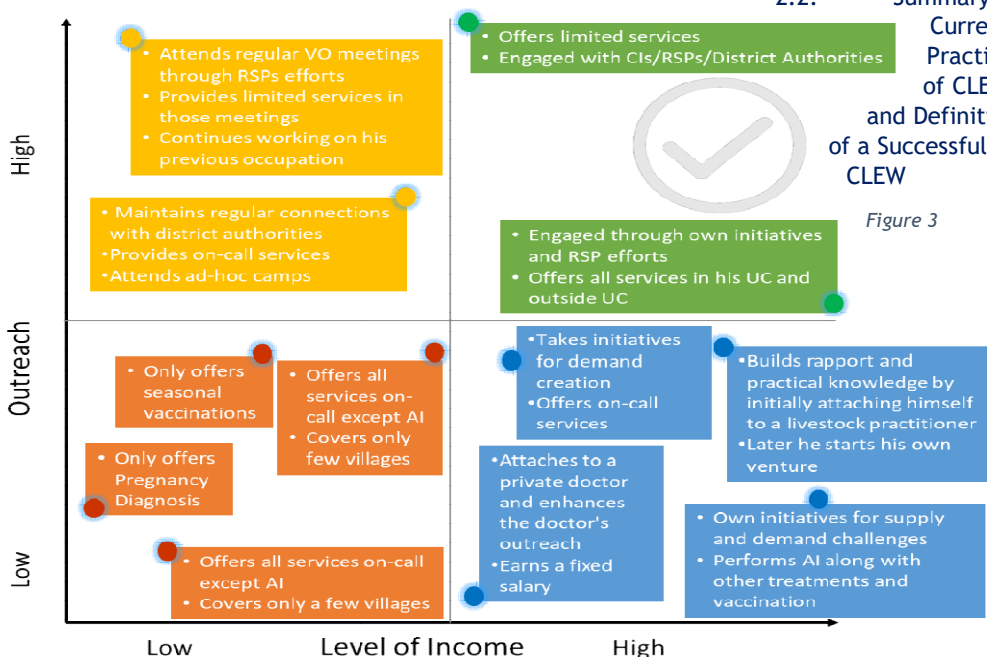 2.2. Summary
Curre
Practi
of CLE
and Definit
of a Successful
CLEW
Figure 3
High
Outreach
Low
• Attends regular VO meetings
through RSPs efforts
• Provides limited services in
those meetings
• Continues working on his
previous occupation
• Maintains regular connections
with district authorities
•Provides on-call services
•Attends ad-hoc camps
• Offers limited services
• Engaged with CIs/RSPs/District Authorities
• Engaged through own initiatives
and RSP efforts
• Offers all services in his UC and
outside UC
• Only offers
seasonal
vaccinations
• Offers all
services on-
call except AI
• Covers only
few villages
• Only offers
Pregnancy
Diagnosis
• Offers all services on-call
except AI
• Covers only a few villages
•Takes initiatives
for demand
creation
•Offers on-call
services
•Builds rapport and
practical knowledge by
initially attaching himself
to a livestock practitioner
•Later he starts his own
venture
•Attaches to a
private doctor
and enhances
the doctor's
outreach
•Earns a fixed
salary
• Own initiatives for supply
and demand challenges
• Performs AI along with
other treatments and
vaccination
Low Level of Income High